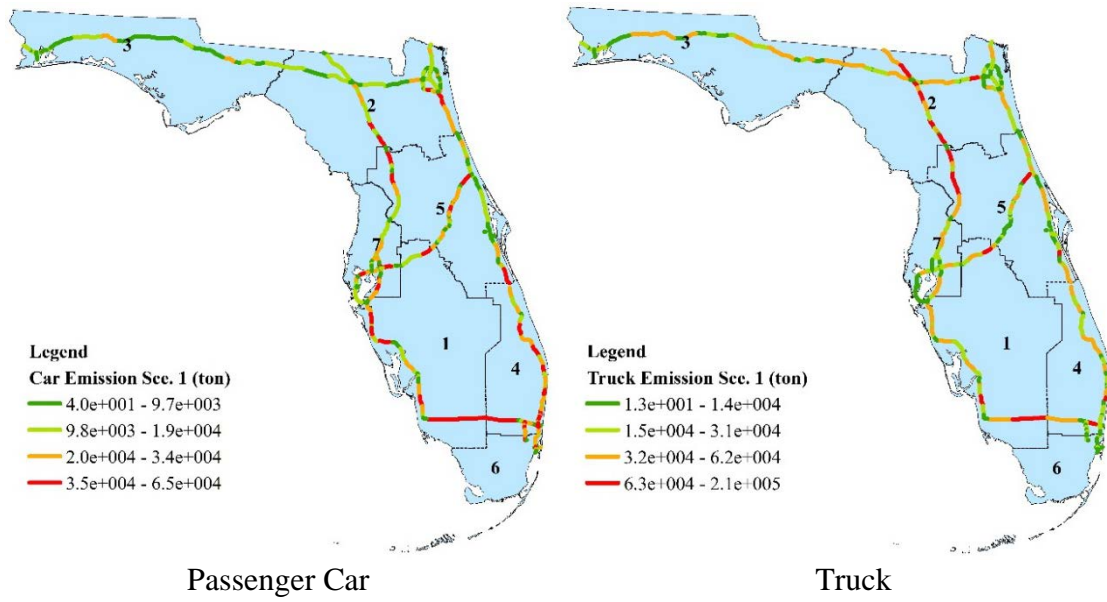 3
2
5
7
1
4
6
Legend
Car Emission Sce. 1 (ton)
4.0e+001 - 9.7e+003
9.8e+003 - 1.9e+004
2.0e+004 - 3.4e+004
3.5e+004 - 6.5e+004
Passenger Car
3
2
5
7
1
4
6
Legend
Truck Emission Sce. 1 (ton)
1.3e+001 - 1.4e+004
1.5e+004 - 3.1e+004
3.2e+004 - 6.2e+004
6.3e+004 - 2.1e+005
Truck